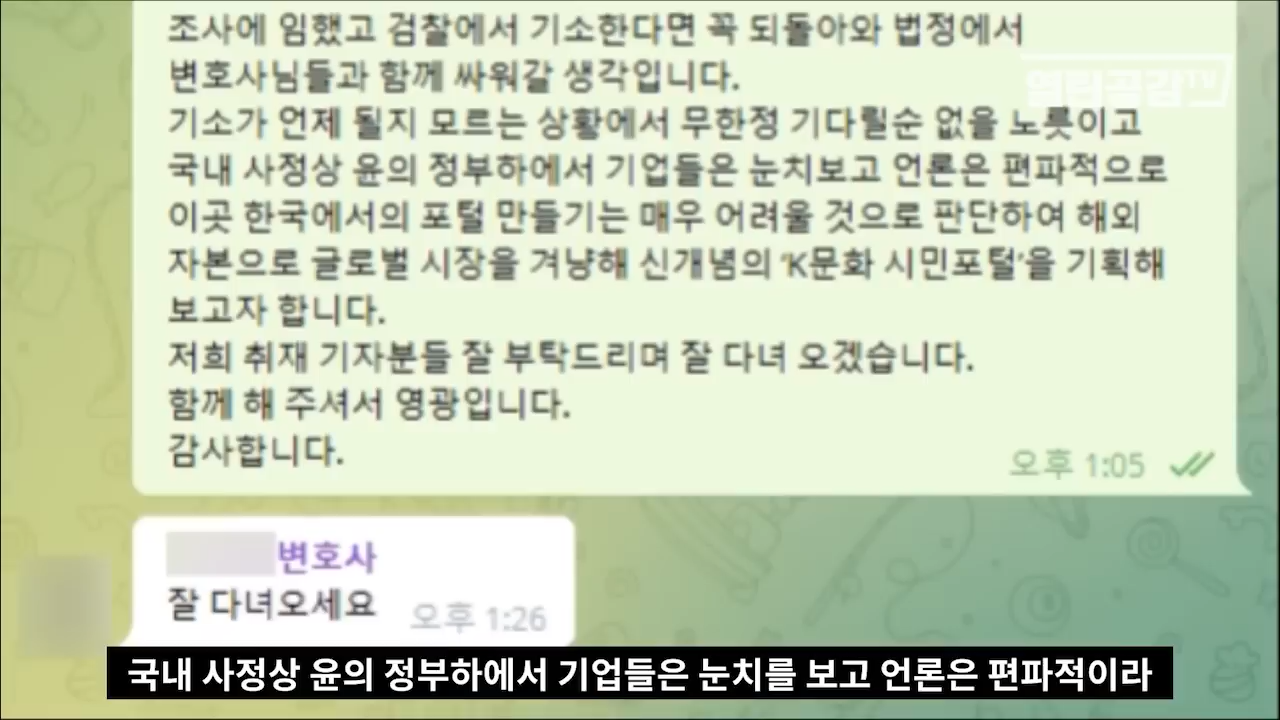 조사에 임했고 검찰에서 기소한다면 꼭 되돌아와 법정에서
열린공감TV
변호사님들과 함께 싸워갈 생각입니다.
기소가 언제 될지 모르는 상황에서 무한정 기다릴순 없을 노릇이고
국내 사정상 윤의 정부하에서 기업들은 눈치보고 언론은 편파적으로
이곳 한국에서의 포털 만들기는 매우 어려울 것으로 판단하여 해외
자본으로 글로벌 시장을 겨냥해 신개념의 'K문화 시민포털'을 기획해
보고자 합니다.
저희 취재 기자분들 잘 부탁드리며 잘 다녀 오겠습니다.
함께 해 주셔서 영광입니다.
감사합니다.
오후 1:05
변호사
잘 다녀오세요
오후 1:26
국내 사정상 윤의 정부하에서 기업들은 눈치를 보고 언론은 편파적이라